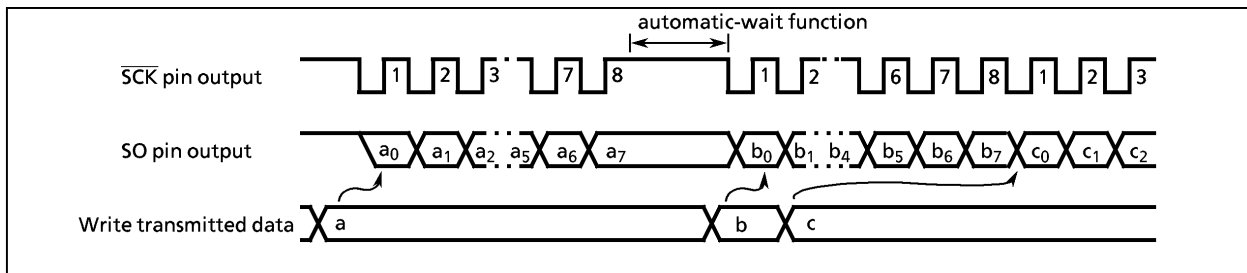 automatic-wait function
SCK pin output 1 2 3 7 8 1 2 6 7 8 1 2 3
SO pin output a0 a1 a2 a5 a6 a7 b0 b1 b4 b5 b6 b7 c0 c1 c2
Write transmitted data a b c